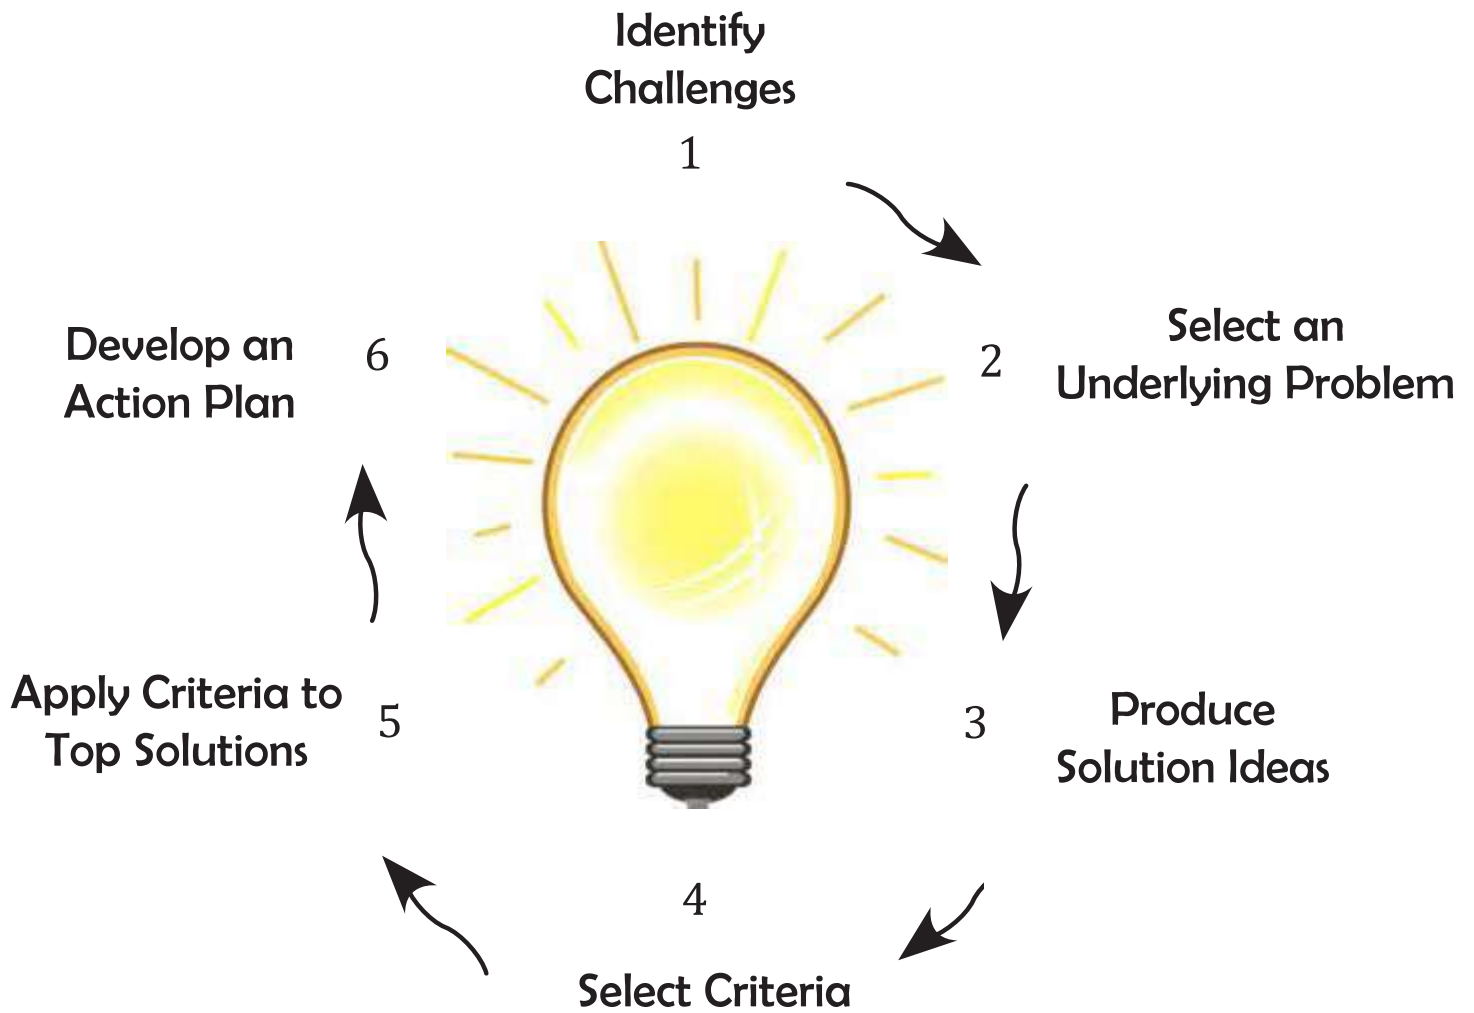 Identify
Challenges
1
2
Select an
Underlying Problem
3
Produce
Solution Ideas
4
Select Criteria
5
Apply Criteria to
Top Solutions
6
Develop an
Action Plan